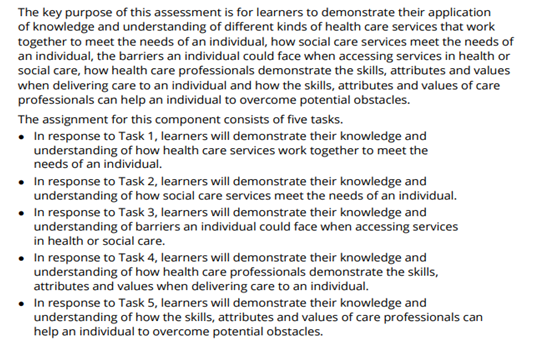 The key purpose of this assessment is for learners to demonstrate their application
of knowledge and understanding of different kinds of health care services that work
together to meet the needs of an individual, how social care services meet the needs of
an individual, the barriers an individual could face when accessing services in health or
social care, how health care professionals demonstrate the skills, attributes and values
when delivering care to an individual and how the skills, attributes and values of care
professionals can help an individual to overcome potential obstacles.
The assignment for this component consists of five tasks.
• In response to Task 1, learners will demonstrate their knowledge and
understanding of how health care services work together to meet the
needs of an individual.
• In response to Task 2, learners will demonstrate their knowledge and
understanding of how social care services meet the needs of an individual.
• In response to Task 3, learners will demonstrate their knowledge and
understanding of barriers an individual could face when accessing services
in health or social care.
• In response to Task 4, learners will demonstrate their knowledge and
understanding of how health care professionals demonstrate the skills,
attributes and values when delivering care to an individual.
• In response to Task 5, learners will demonstrate their knowledge and
understanding of how the skills, attributes and values of care professionals can
help an individual to overcome potential obstacles.